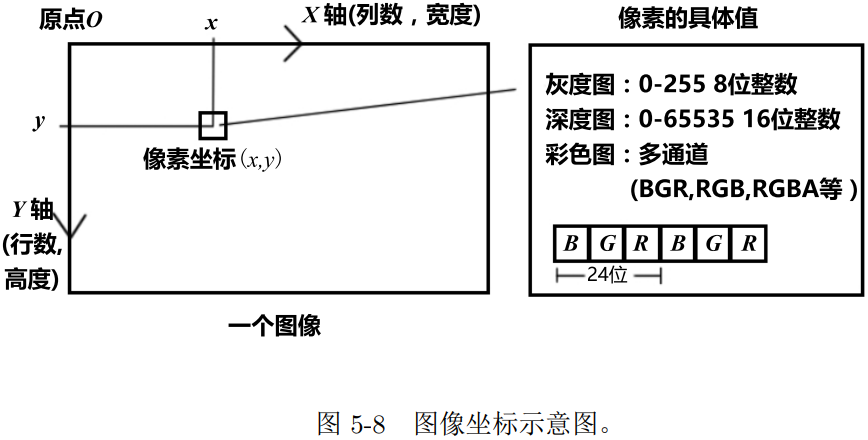 原点O
x
X 轴(列数，宽度)
y
像素坐标(x,y)
Y 轴
(行数,
高度)
一个图像
像素的具体值
灰度图：0-255 8位整数
深度图：0-65535 16位整数
彩色图：多通道
(BGR,RGB,RGBA等 )
B G R B G R
24位
图 5-8 图像坐标示意图。